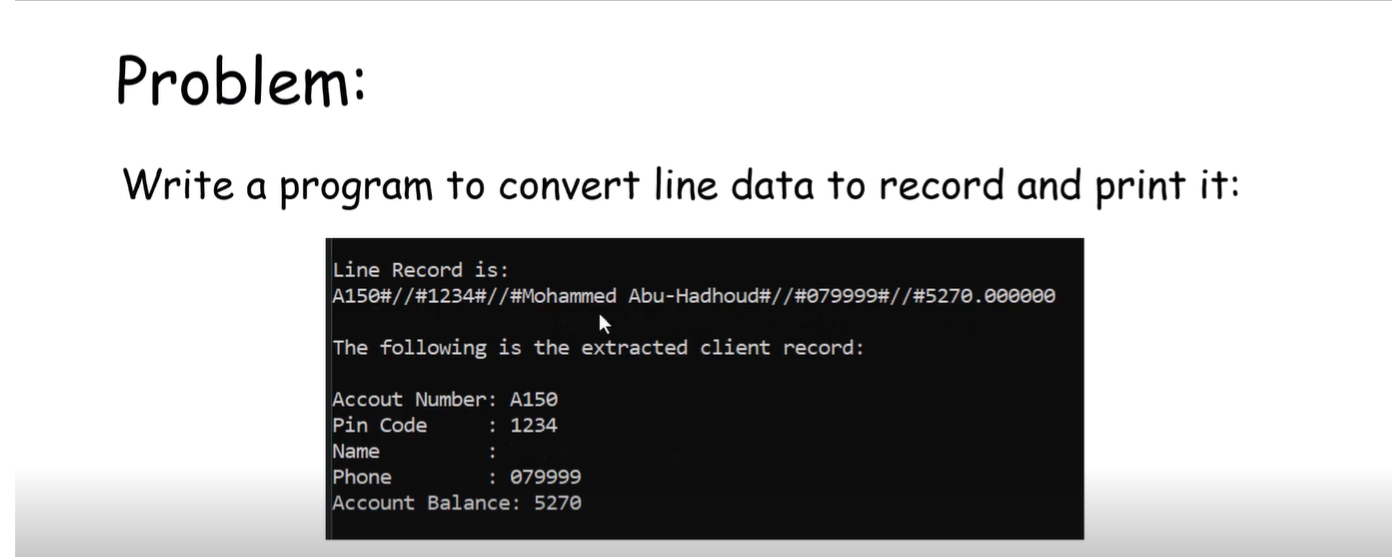 Problem:
Write a program to convert line data to record and print it:
Line Record is:
A150#//#1234#//#Mohammed Abu-Hadhoud#//#079999#//#5270.000000
The following is the extracted client record:
Accout Number: A150
Pin Code : 1234
Name :
Phone : 079999
Account Balance: 5270